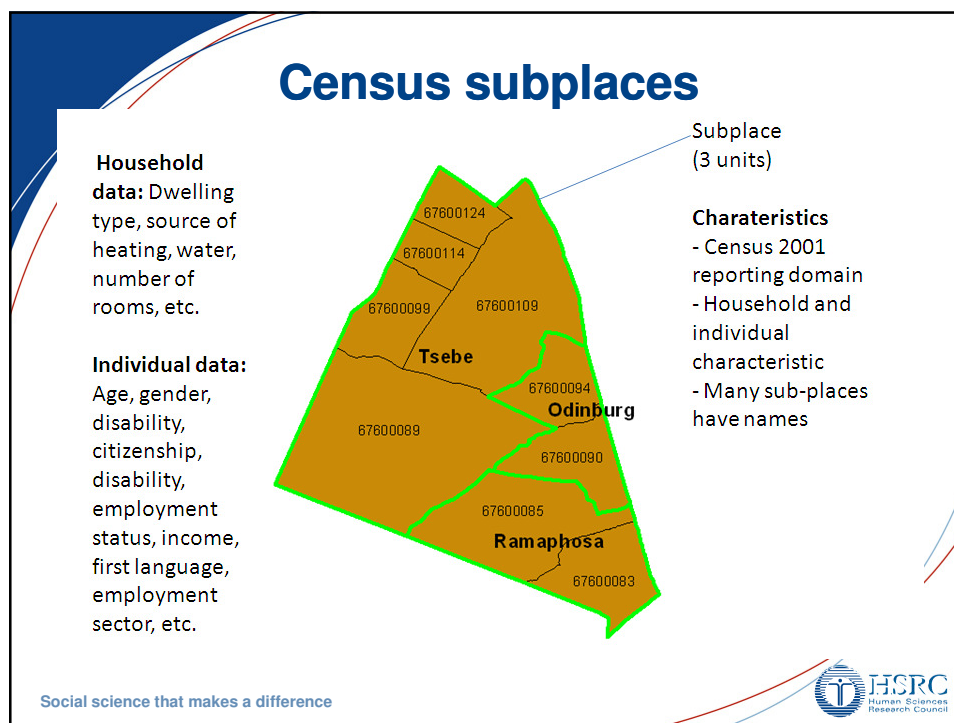 Census subplaces
Household
data: Dwelling
type, source of
heating, water,
number of
rooms, etc.
Individual data:
Age, gender,
disability,
citizenship,
disability,
employment
status, income,
first language,
employment
sector, etc.
67600124
67600114
67600099
67600109
Tsebe
67600094
Odinburg
67600089
67600090
67600085
Ramaphosa
67600083
Subplace
(3 units)
Charateristics
- Census 2001
reporting domain
- Household and
individual
characteristic
- Many sub-places
have names
Social science that makes a difference
HSRC
Human Sciences
Research Council